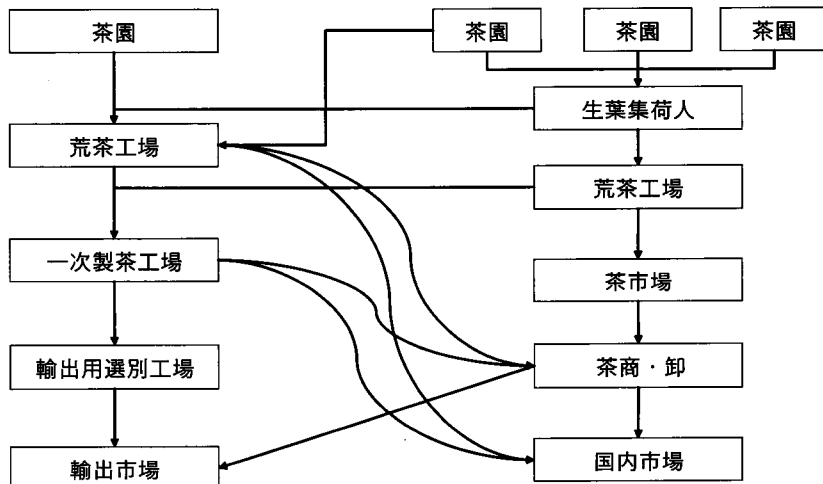 茶園
茶園
茶園
茶園
生葉集荷人
荒茶工場
荒茶工場
一次製茶工場
茶市場
輸出用選別工場
茶商・卸
輸出市場
国内市場